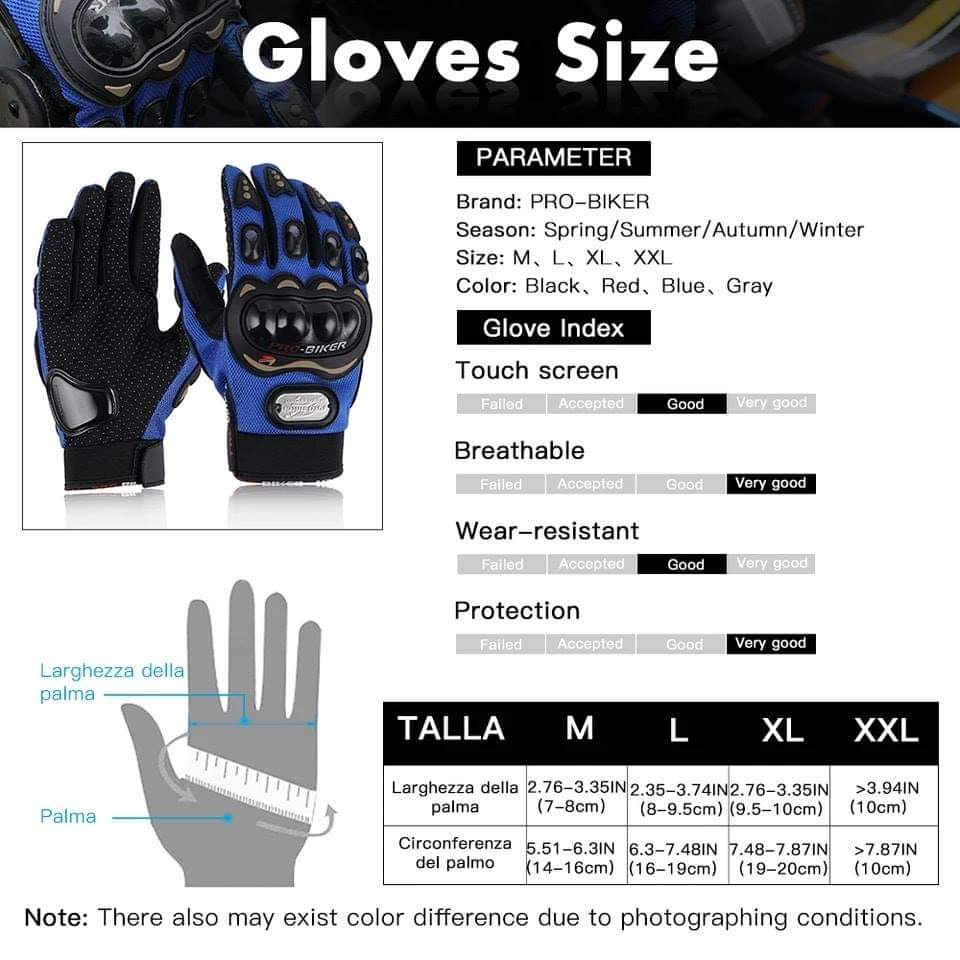 Gloves Size
PARAMETER
Brand: PRO-BIKER
Season: Spring/Summer/Autumn/Winter
Size: M、L、XL、XXL
Color: Black、Red、Blue、Gray
Glove Index
Touch screen
Failed Accepted Good Very good
Breathable
Failed Accepted Good Very good
Wear-resistant
Failed Accepted Good Very good
Protection
Failed Accepted Good Very good
PRO-BIKER
BIKER
Larghezza della
palma
Palma
TALLA M L XL XXL
Larghezza della palma 2.76-3.35IN (7-8cm) 2.35-3.74IN (8-9.5cm) 2.76-3.35IN (9.5-10cm) >3.94IN (10cm)
Circonferenza del palmo 5.51-6.3IN (14-16cm) 6.3-7.48IN (16-19cm) 7.48-7.87IN (19-20cm) >7.87IN (10cm)
Note: There also may exist color difference due to photographing conditions.